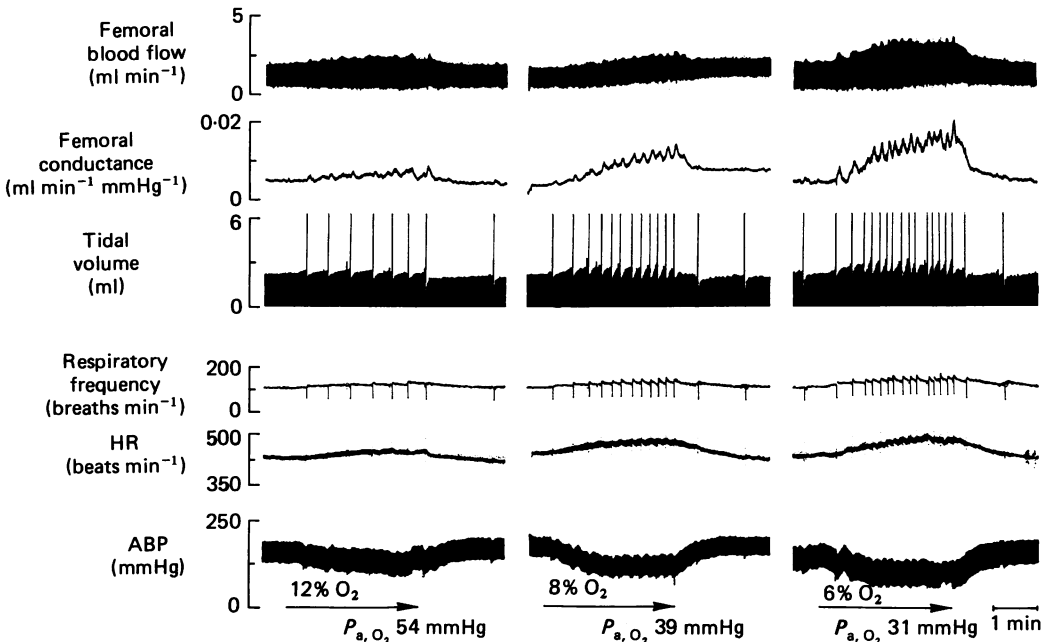 Femoral
blood flow
(ml min⁻¹)
5
0
Femoral
conductance
(ml min⁻¹ mmHg⁻¹)
0·02
0
Tidal
volume
(ml)
6
0
Respiratory
frequency
(breaths min⁻¹)
200
0
HR
(beats min⁻¹)
500
350
ABP
(mmHg)
250
0
12% O₂
8% O₂
6% O₂
Pa, O₂ 54 mmHg
Pa, O₂ 39 mmHg
Pa, O₂ 31 mmHg
1 min